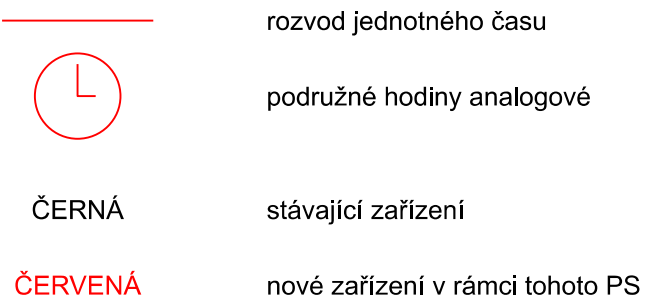 rozvod jednotného času
podružné hodiny analogové
ČERNÁ stávající zařízení
ČERVENÁ nové zařízení v rámci tohoto PS